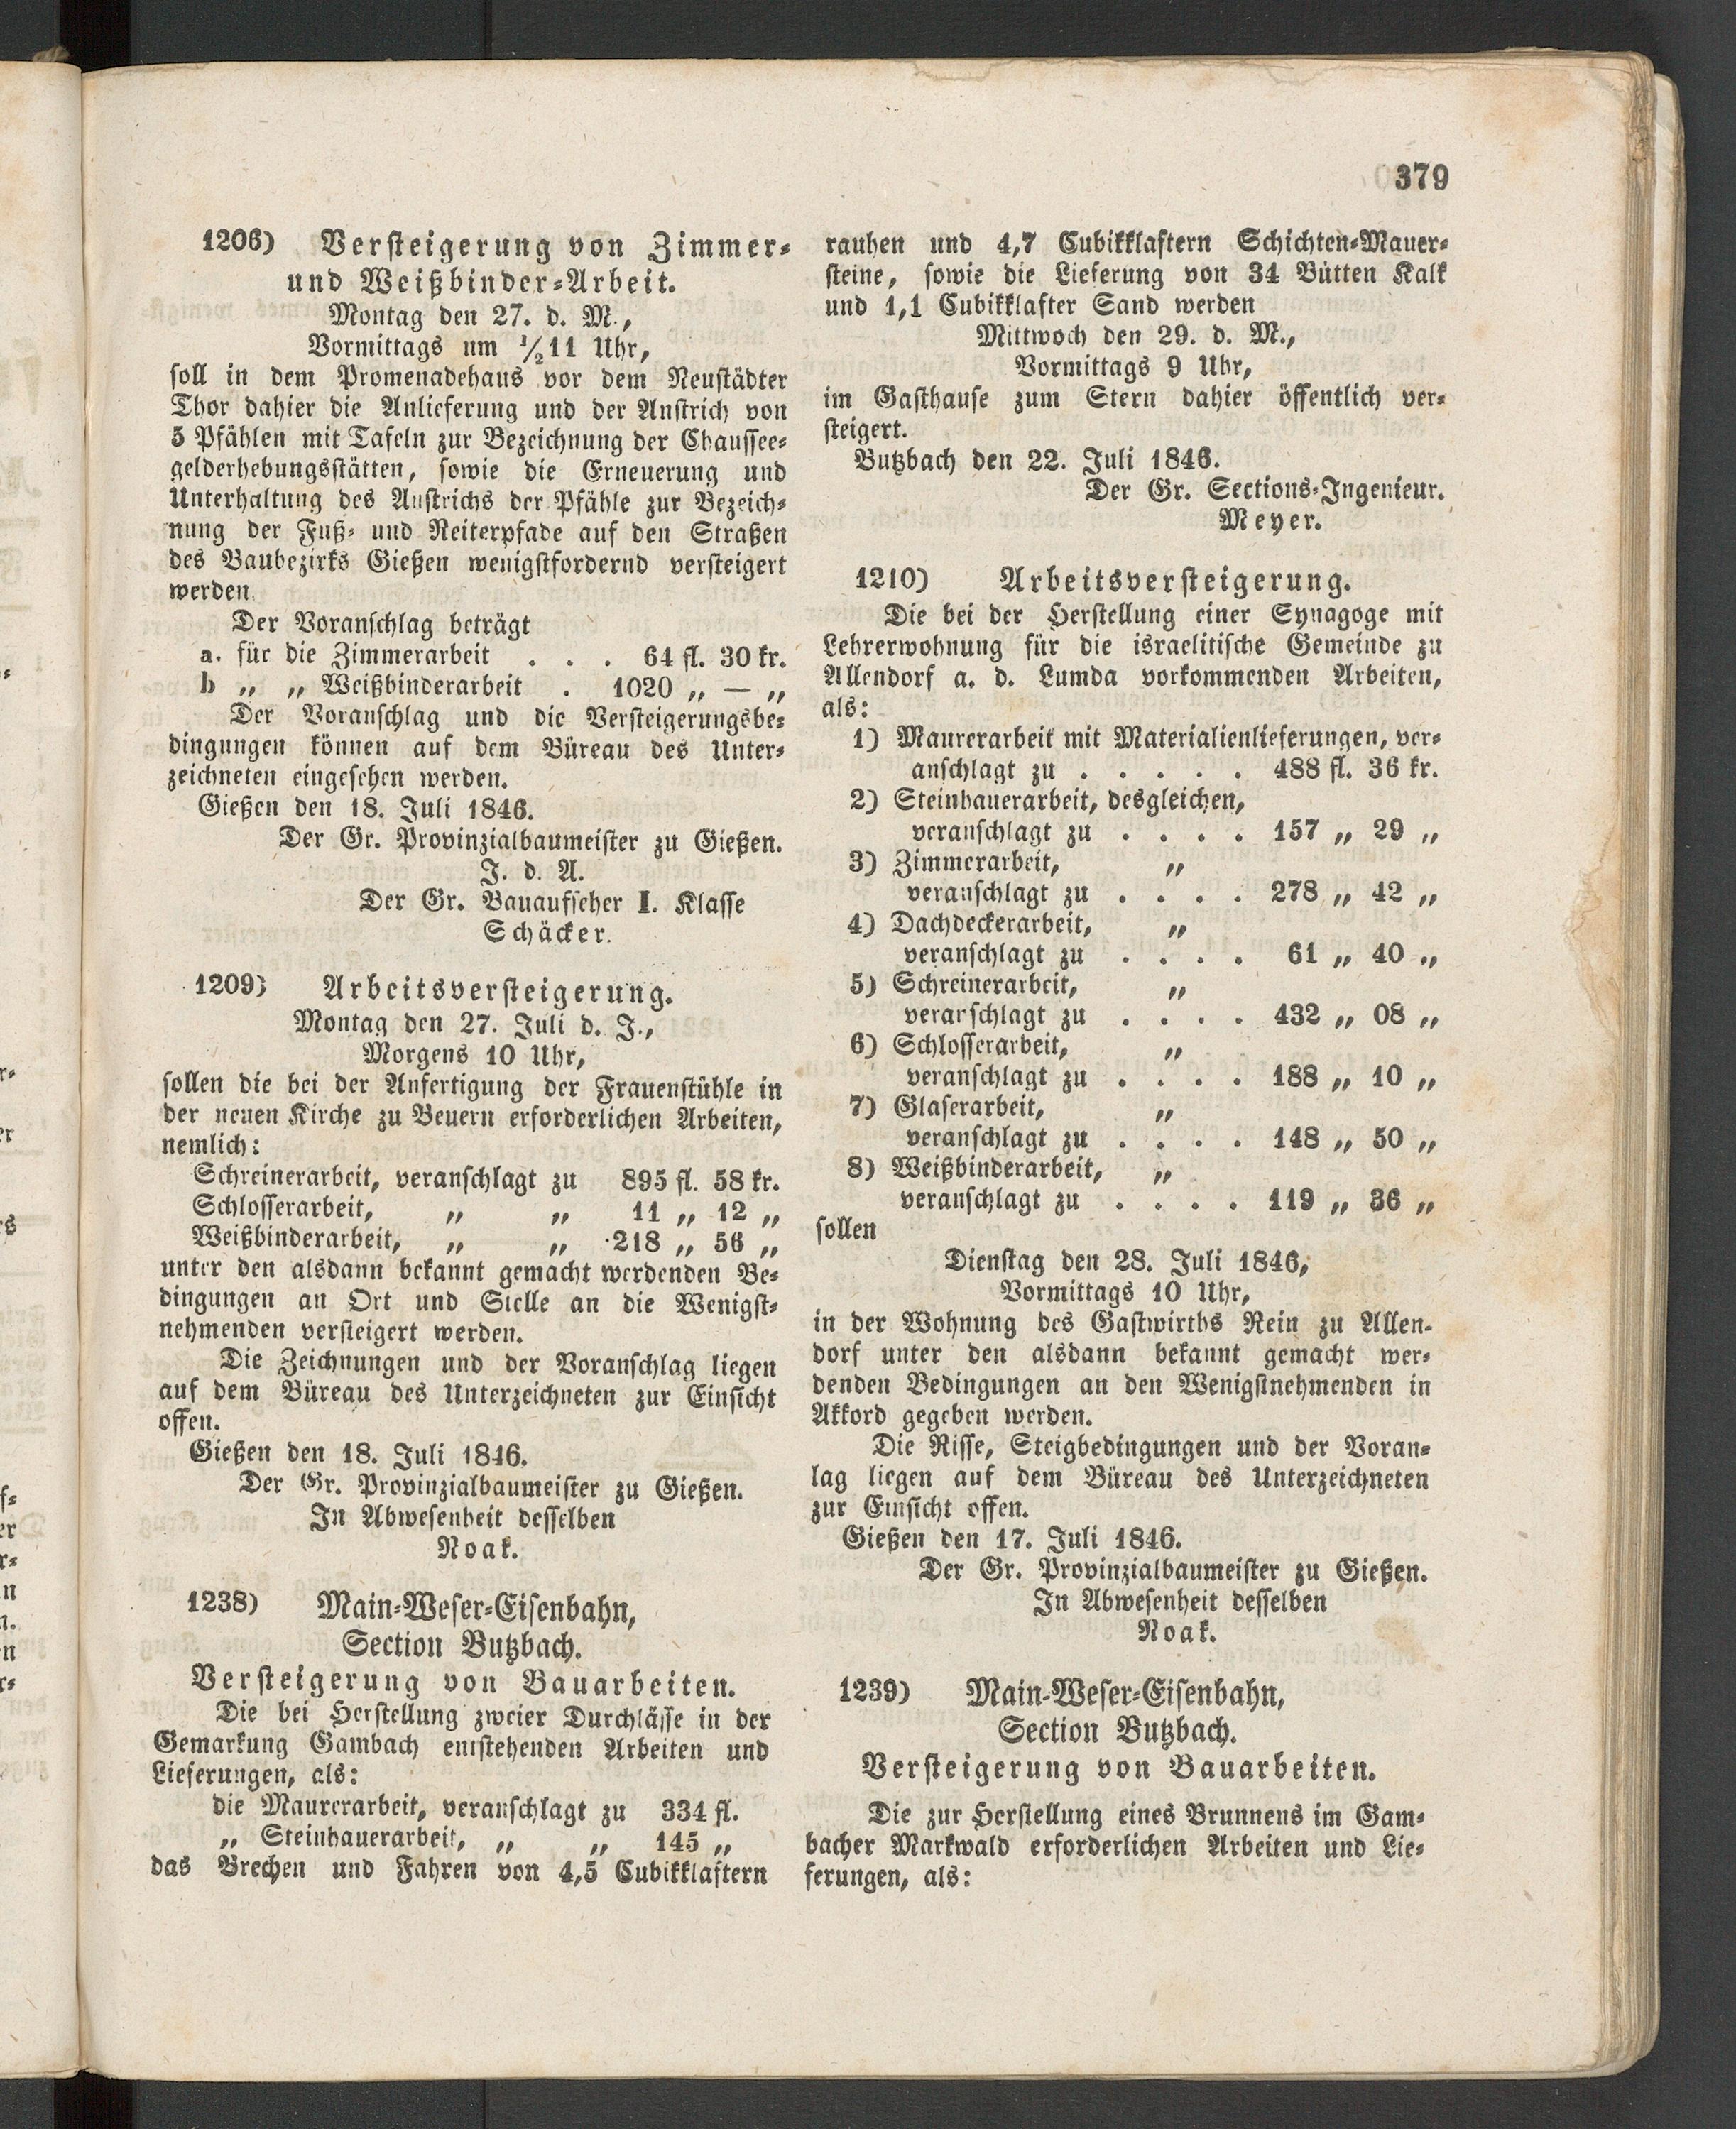 379
1206) Versteigerung von Zimmer-
und Weißbinder-Arbeit.
Montag den 27. d. M.,
Vormittags um ½11 Uhr,
soll in dem Promenadehaus vor dem Neustädter
Thor dahier die Anlieferung und der Anstrich von
5 Pfählen mit Tafeln zur Bezeichnung der Chaussee-
gelderhebungsstätten, sowie die Erneuerung und
Unterhaltung des Anstrichs der Pfähle zur Bezeich-
nung der Fuß- und Reiterpfade auf den Straßen
des Baubezirks Gießen wenigstfordernd versteigert
werden.
Der Voranschlag beträgt
a. für die Zimmerarbeit . . . 64 fl. 30 kr.
b „ „ Weißbinderarbeit . 1020 „ — „
Der Voranschlag und die Versteigerungsbe-
dingungen können auf dem Büreau des Unter-
zeichneten eingesehen werden.
Gießen den 18. Juli 1846.
Der Gr. Provinzialbaumeister zu Gießen.
J. d. A.
Der Gr. Bauaufseher I. Klasse
Schäcker.
1209) Arbeitsversteigerung.
Montag den 27. Juli d. J.,
Morgens 10 Uhr,
sollen die bei der Anfertigung der Frauenstühle in
der neuen Kirche zu Beuern erforderlichen Arbeiten,
nemlich:
Schreinerarbeit, veranschlagt zu 895 fl. 58 kr.
Schlosserarbeit, „ „ 11 „ 12 „
Weißbinderarbeit, „ „ 218 „ 56 „
unter den alsdann bekannt gemacht werdenden Be-
dingungen an Ort und Stelle an die Wenigst-
nehmenden versteigert werden.
Die Zeichnungen und der Voranschlag liegen
auf dem Büreau des Unterzeichneten zur Einsicht
offen.
Gießen den 18. Juli 1846.
Der Gr. Provinzialbaumeister zu Gießen.
In Abwesenheit desselben
Noak.
1238) Main-Weser-Eisenbahn,
Section Butzbach.
Versteigerung von Bauarbeiten.
Die bei Herstellung zweier Durchlässe in der
Gemarkung Gambach entstehenden Arbeiten und
Lieferungen, als:
die Maurerarbeit, veranschlagt zu 334 fl.
„ Steinhauerarbeit, „ „ 145 „
das Brechen und Fahren von 4,5 Cubikklaftern
rauhen und 4,7 Cubikklaftern Schichten-Mauer-
steine, sowie die Lieferung von 34 Bütten Kalk
und 1,1 Cubikklafter Sand werden
Mittwoch den 29. d. M.,
Vormittags 9 Uhr,
im Gasthause zum Stern dahier öffentlich ver-
steigert.
Butzbach den 22. Juli 1846.
Der Gr. Sections-Ingenieur.
Meyer.
1210) Arbeitsversteigerung.
Die bei der Herstellung einer Synagoge mit
Lehrerwohnung für die israelitische Gemeinde zu
Allendorf a. d. Lumda vorkommenden Arbeiten,
als:
1) Maurerarbeit mit Materialienlieferungen, ver-
anschlagt zu . . . . . 488 fl. 36 kr.
2) Steinhauerarbeit, desgleichen,
veranschlagt zu . . . . 157 „ 29 „
3) Zimmerarbeit, „
veranschlagt zu . . . . 278 „ 42 „
4) Dachdeckerarbeit, „
veranschlagt zu . . . . 61 „ 40 „
5) Schreinerarbeit, „
veranschlagt zu . . . . 432 „ 08 „
6) Schlosserarbeit, „
veranschlagt zu . . . . 188 „ 10 „
7) Glaserarbeit, „
veranschlagt zu . . . . 148 „ 50 „
8) Weißbinderarbeit, „
veranschlagt zu . . . . 119 „ 36 „
sollen
Dienstag den 28. Juli 1846,
Vormittags 10 Uhr,
in der Wohnung des Gastwirths Rein zu Allen-
dorf unter den alsdann bekannt gemacht wer-
denden Bedingungen an den Wenigstnehmenden in
Akkord gegeben werden.
Die Risse, Steigbedingungen und der Voran-
lag liegen auf dem Büreau des Unterzeichneten
zur Einsicht offen.
Gießen den 17. Juli 1846.
Der Gr. Provinzialbaumeister zu Gießen.
In Abwesenheit desselben
Noak.
1239) Main-Weser-Eisenbahn,
Section Butzbach.
Versteigerung von Bauarbeiten.
Die zur Herstellung eines Brunnens im Gam-
bacher Markwald erforderlichen Arbeiten und Lie-
ferungen, als: